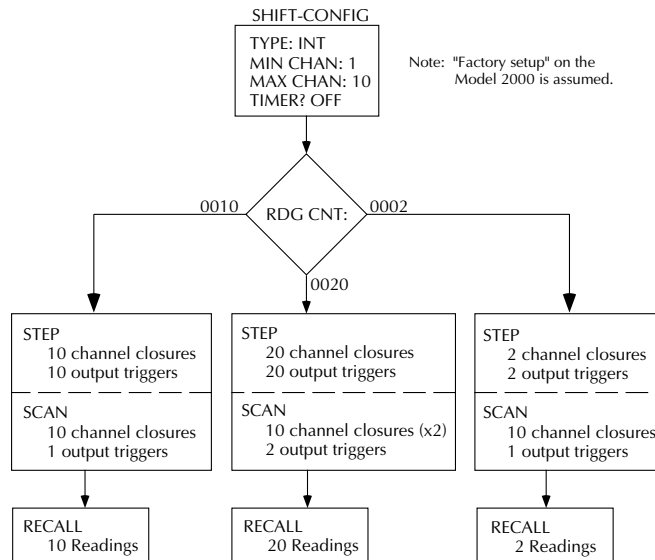 SHIFT-CONFIG
TYPE: INT
MIN CHAN: 1
MAX CHAN: 10
TIMER? OFF
Note: "Factory setup" on the
Model 2000 is assumed.
0010
RDG CNT:
0002
0020
STEP
10 channel closures
10 output triggers
SCAN
10 channel closures
1 output triggers
RECALL
10 Readings
STEP
20 channel closures
20 output triggers
SCAN
10 channel closures (x2)
2 output triggers
RECALL
20 Readings
STEP
2 channel closures
2 output triggers
SCAN
10 channel closures
1 output triggers
RECALL
2 Readings